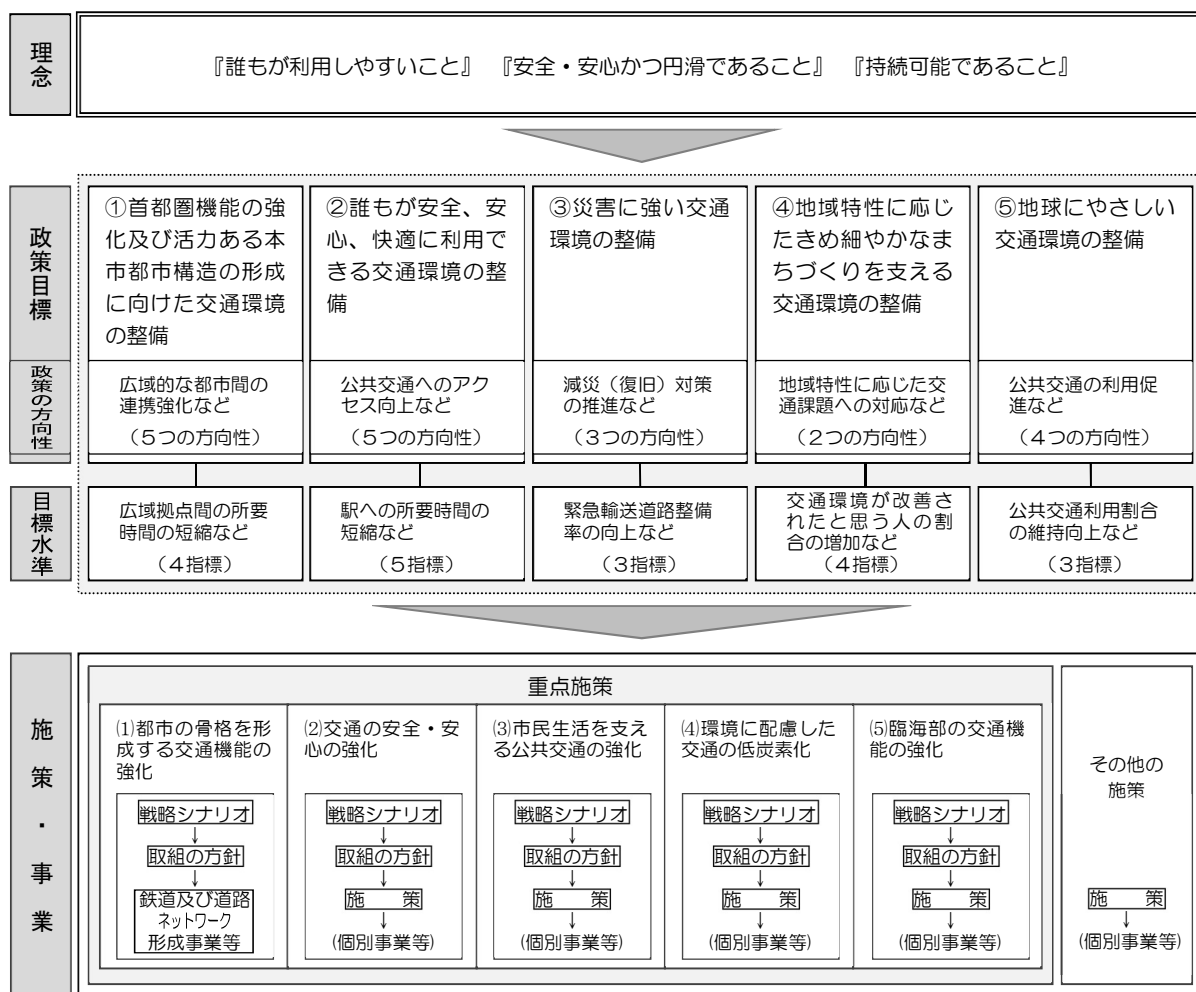 理念
『誰もが利用しやすいこと』 『安全・安心かつ円滑であること』 『持続可能であること』
政策目標
①首都圏機能の強
化及び活力ある本
市都市構造の形成
に向けた交通環境
の整備
②誰もが安全、安
心、快適に利用で
きる交通環境の整
備
③災害に強い交通
環境の整備
④地域特性に応じ
たきめ細やかなま
ちづくりを支える
交通環境の整備
⑤地球にやさしい
交通環境の整備
政策の方向性
広域的な都市間の
連携強化など
（５つの方向性）
公共交通へのアク
セス向上など
（５つの方向性）
減災（復旧）対策
の推進など
（３つの方向性）
地域特性に応じた交
通課題への対応など
（２つの方向性）
公共交通の利用促
進など
（４つの方向性）
目標水準
広域拠点間の所要
時間の短縮など
（４指標）
駅への所要時間の
短縮など
（５指標）
緊急輸送道路整備
率の向上など
（３指標）
交通環境が改善さ
れたと思う人の割
合の増加など
（４指標）
公共交通利用割合
の維持向上など
（３指標）
施策・事業
重点施策
⑴都市の骨格を形
成する交通機能の
強化
戦略シナリオ
↓
取組の方針
↓
鉄道及び道路
ネットワーク
形成事業等
⑵交通の安全・安
心の強化
戦略シナリオ
↓
取組の方針
↓
施　策
↓
(個別事業等)
⑶市民生活を支え
る公共交通の強化
戦略シナリオ
↓
取組の方針
↓
施　策
↓
(個別事業等)
⑷環境に配慮した
交通の低炭素化
戦略シナリオ
↓
取組の方針
↓
施　策
↓
(個別事業等)
⑸臨海部の交通機
能の強化
戦略シナリオ
↓
取組の方針
↓
施　策
↓
(個別事業等)
その他の
施策
施　策
↓
(個別事業等)